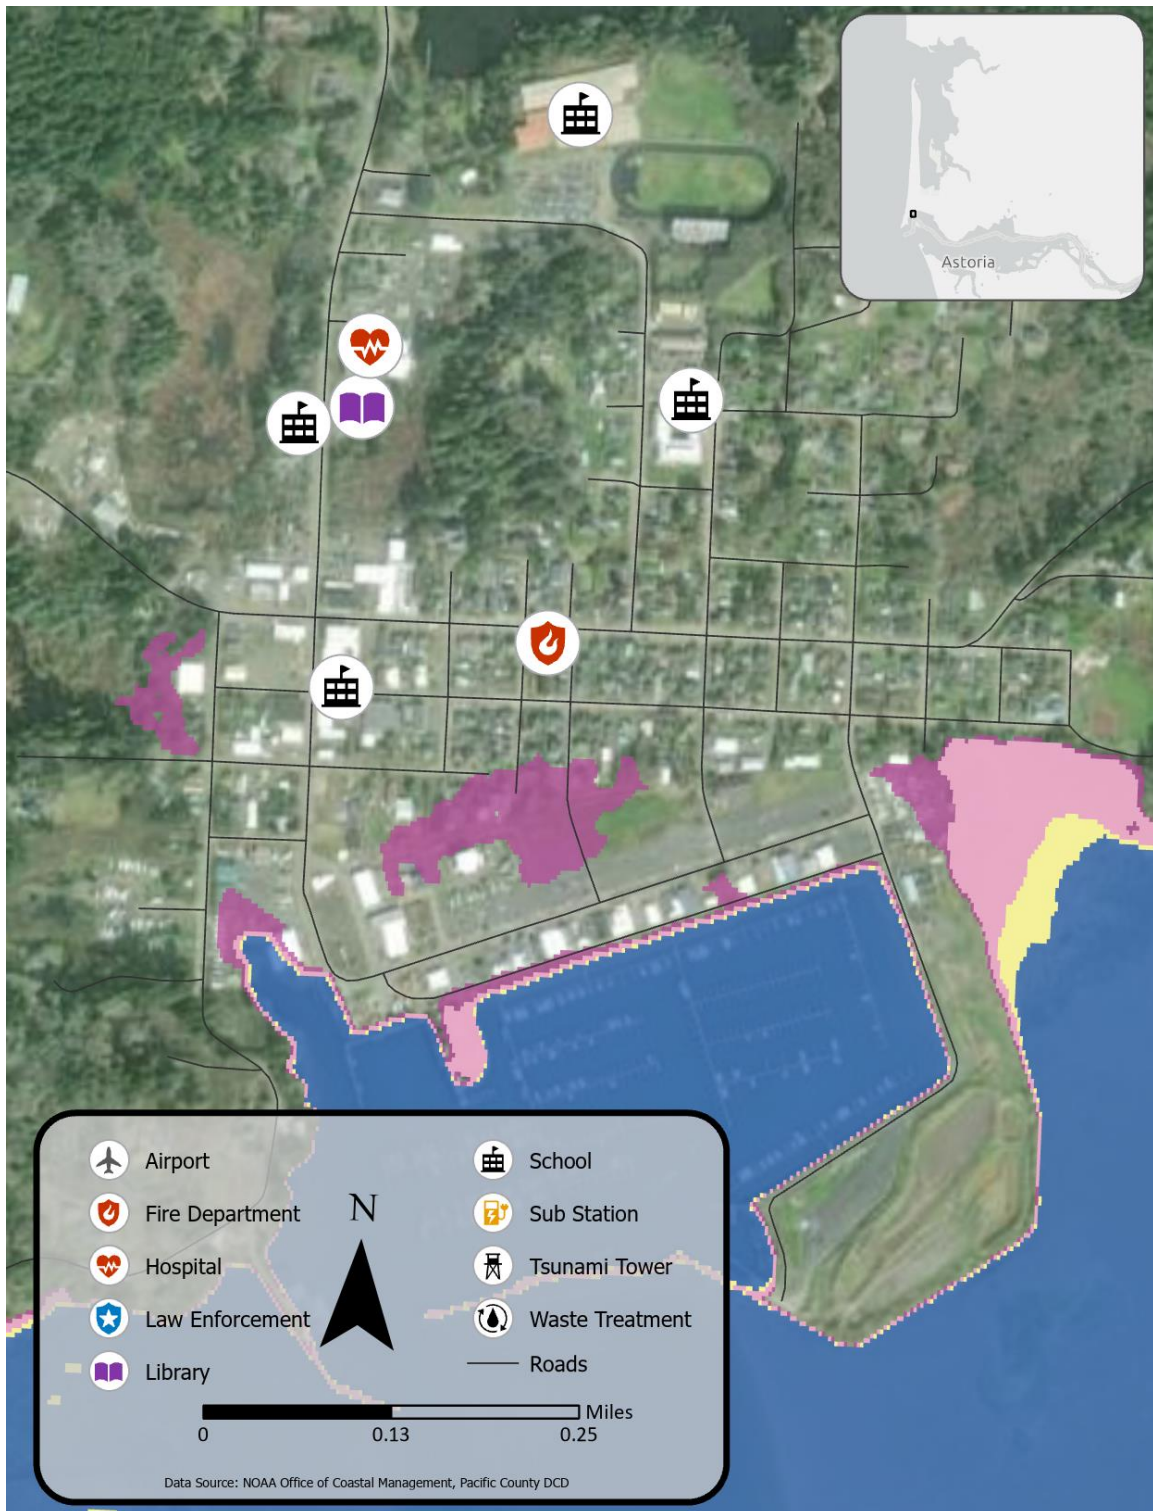 Astoria
Airport
Fire Department
Hospital
Law Enforcement
Library
N
School
Sub Station
Tsunami Tower
Waste Treatment
Roads
Miles
0 0.13 0.25
Data Source: NOAA Office of Coastal Management, Pacific County DCD